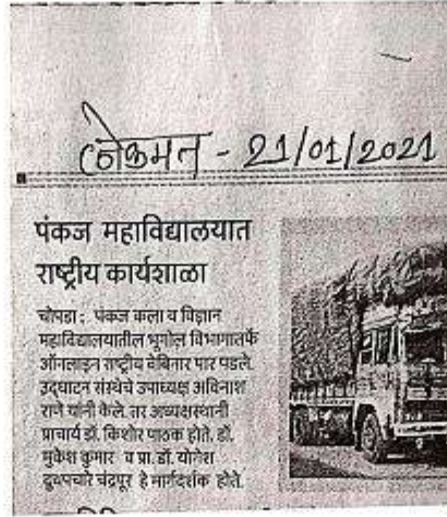 लोकमत - 21/01/2021
पंकज महाविद्यालयात
राष्ट्रीय कार्यशाळा
चोपडा : पंकज कला व विज्ञान
महाविद्यालयातील भूगोल विभागातर्फे
ऑनलाइन राष्ट्रीय वेबिनार पार पडले.
उद्घाटन संस्थेचे उपाध्यक्ष अविनाश
राणे यांनी केले. तर अध्यक्षस्थानी
प्राचार्य डॉ. किशोर पाठक होते. डॉ.
मुकेश कुमार व प्रा. डॉ. योगेश
दुधपचारे चंद्रपूर हे मार्गदर्शक होते.